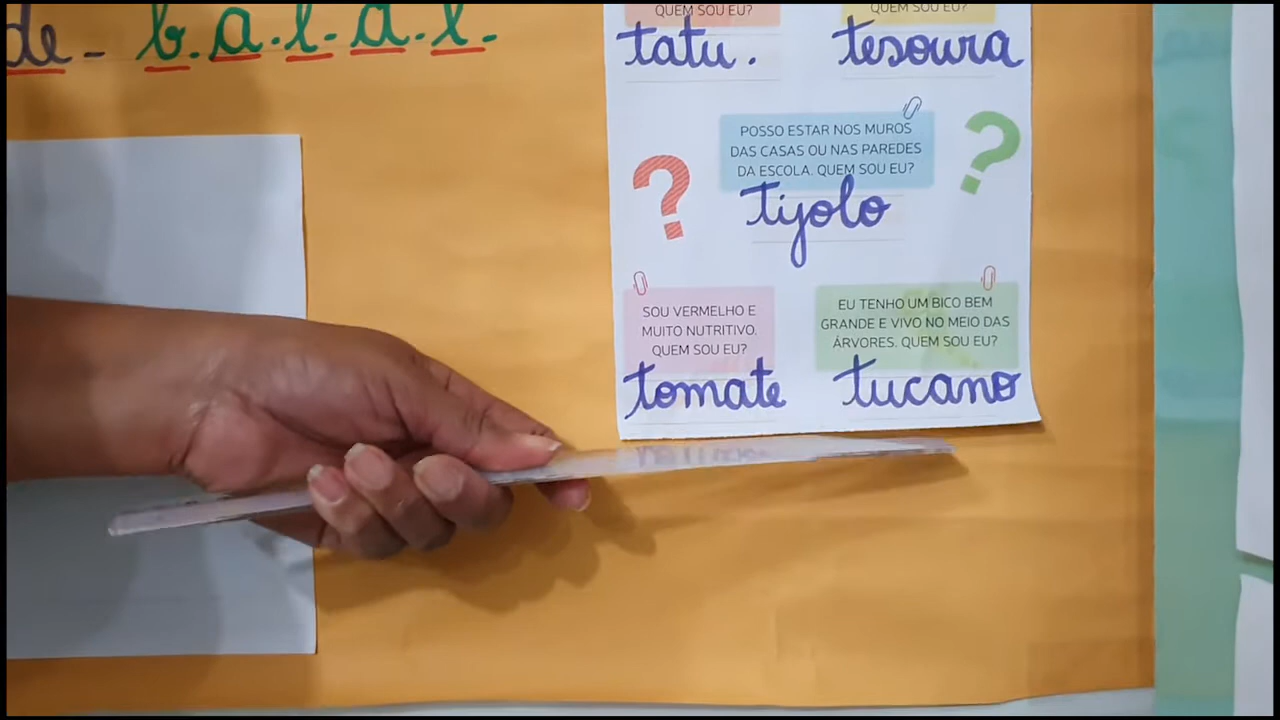 de - b.a.l.a.l.
QUEM SOU EU?
QUEM SOU EU?
tatu.
tesoura
POSSO ESTAR NOS MUROS
DAS CASAS OU NAS PAREDES
DA ESCOLA. QUEM SOU EU?
tijolo
SOU VERMELHO E
MUITO NUTRITIVO.
QUEM SOU EU?
tomate
EU TENHO UM BICO BEM
GRANDE E VIVO NO MEIO DAS
ÁRVORES. QUEM SOU EU?
tucano